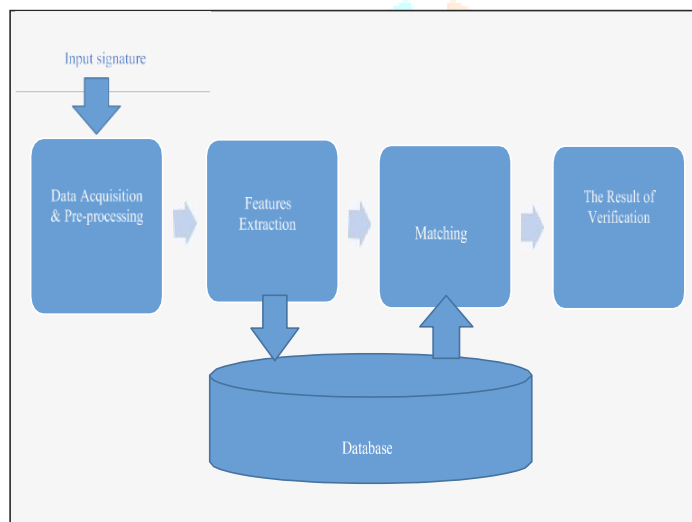 Input signature
Data Acquisition
& Pre-processing
Features
Extraction
Matching
The Result of
Verification
Database